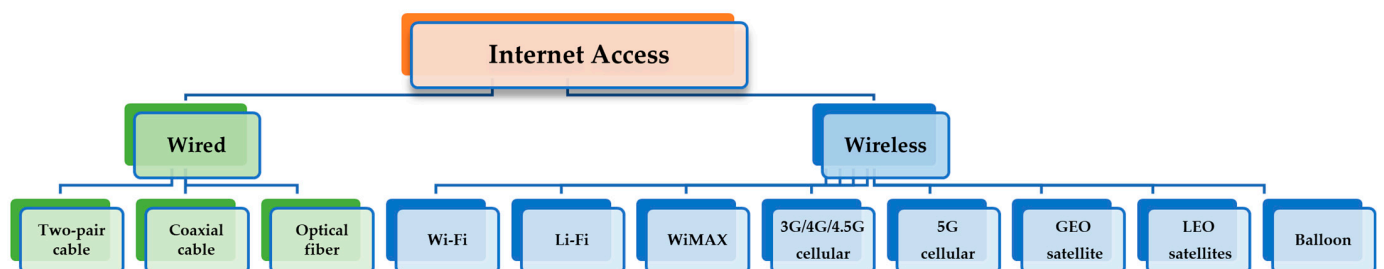 Internet Access
Wired
Wireless
Two-pair
cable
Coaxial
cable
Optical
fiber
Wi-Fi
Li-Fi
WiMAX
3G/4G/4.5G
cellular
5G
cellular
GEO
satellite
LEO
satellites
Balloon